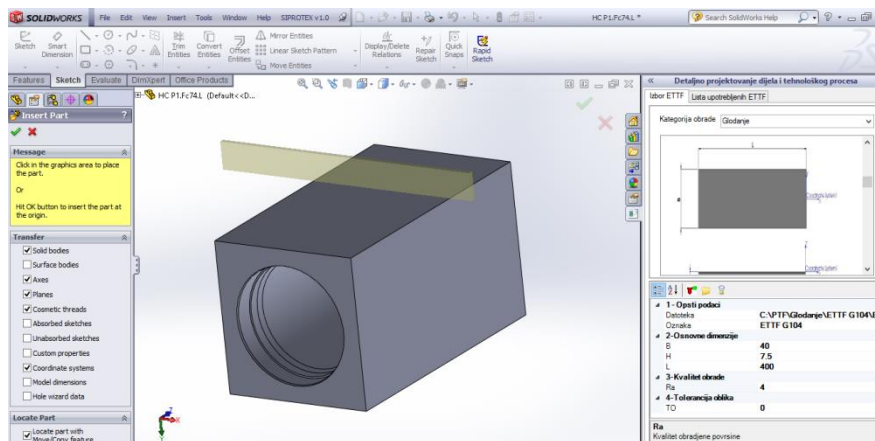 SOLIDWORKS File Edit View Insert Tools Window Help SIPROTEX v1.0 HC P1.Fc74.L * Search SolidWorks Help
Sketch Smart Dimension Trim Entities Convert Entities Offset Entities Mirror Entities Linear Sketch Pattern Move Entities Display/Delete Relations Repair Sketch Quick Snaps Rapid Sketch
Features Sketch Evaluate DimXpert Office Products
HC P1.Fc74.L (Default<<D...
Insert Part ?
Message
Click in the graphics area to place
the part.
Or
Hit OK button to insert the part at
the origin.
Transfer
Solid bodies
Surface bodies
Axes
Planes
Cosmetic threads
Absorbed sketches
Unabsorbed sketches
Custom properties
Coordinate systems
Model dimensions
Hole wizard data
Locate Part
Locate part with
Move/Copy feature
Detaljno projektovanje dijela i tehnološkog procesa
Izbor ETTF Lista upotrebljenih ETTF
Kategorija obrade Glodanje
L
1 - Opsti podaci
Datoteka C:\PTF\Glodanje\ETTF G104\E
Oznaka ETTF G104
2-Osnovne dimenzije
B 40
H 7.5
L 400
3-Kvalitet obrade
Ra 4
4-Tolerancija oblika
TO 0
Ra
Kvalitet obradjene povrsine